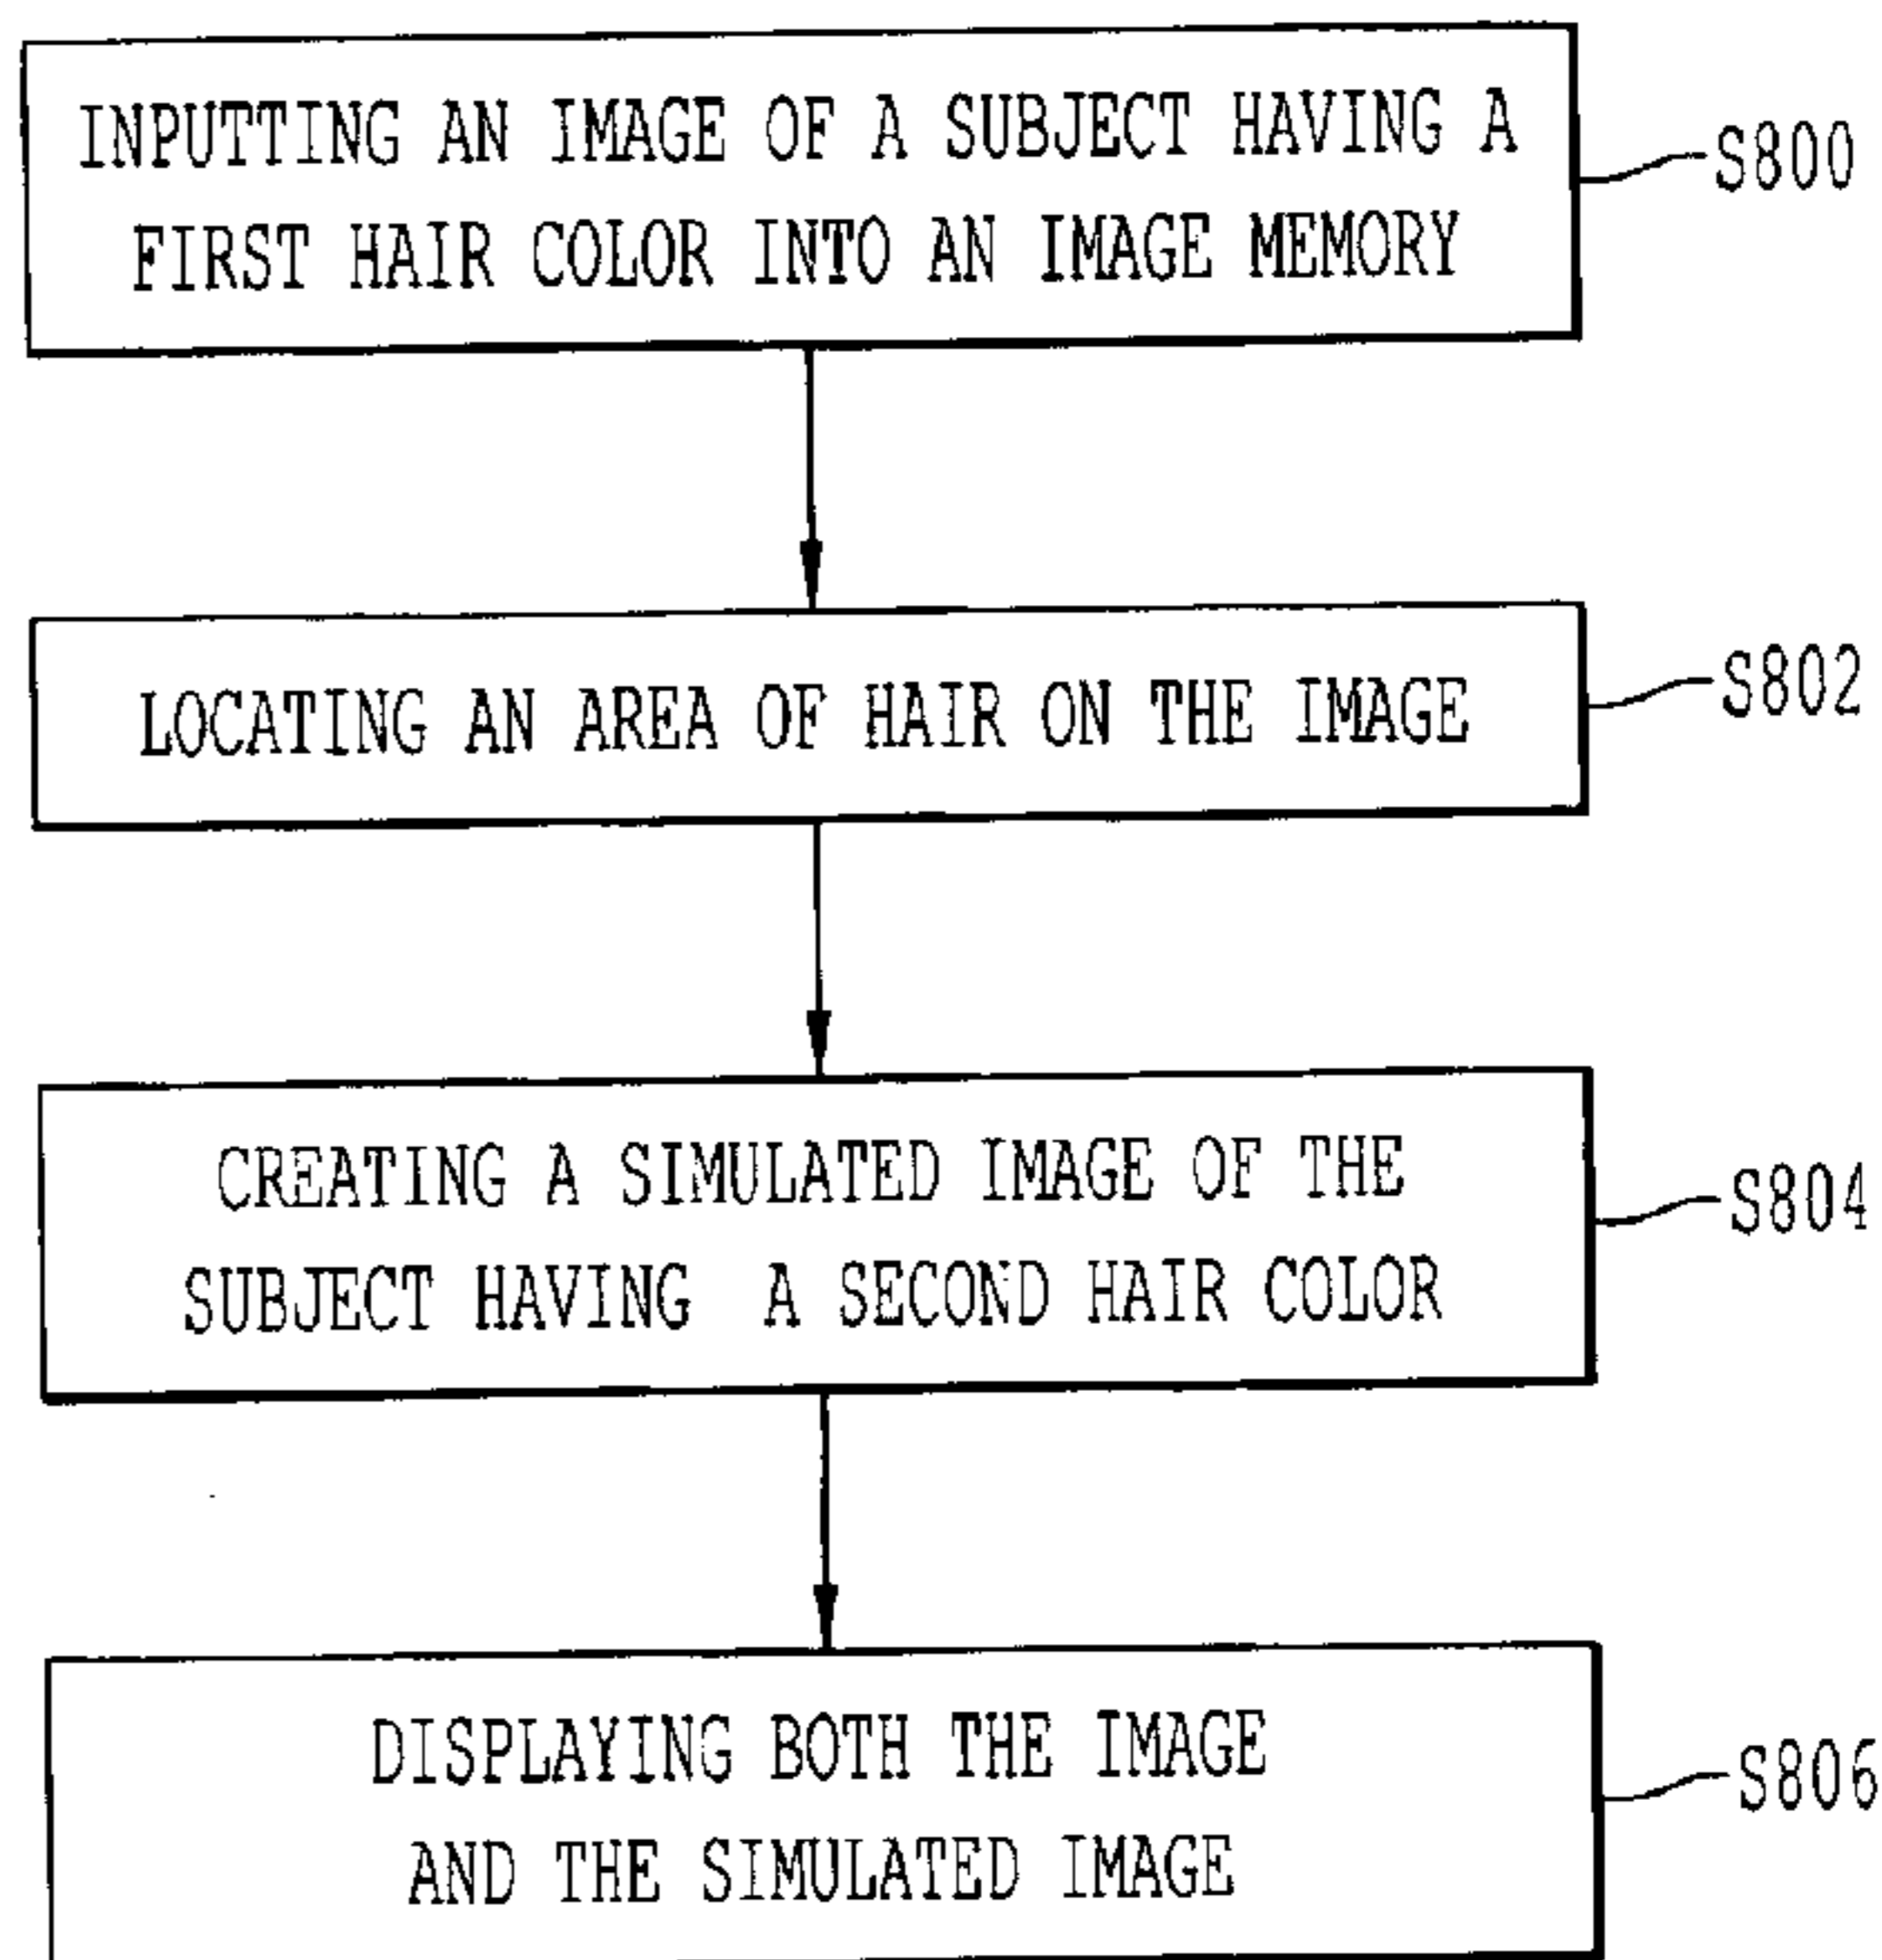 INPUTTING AN IMAGE OF A SUBJECT HAVING A
FIRST HAIR COLOR INTO AN IMAGE MEMORY
S800
LOCATING AN AREA OF HAIR ON THE IMAGE
S802
CREATING A SIMULATED IMAGE OF THE
SUBJECT HAVING A SECOND HAIR COLOR
S804
DISPLAYING BOTH THE IMAGE
AND THE SIMULATED IMAGE
S806